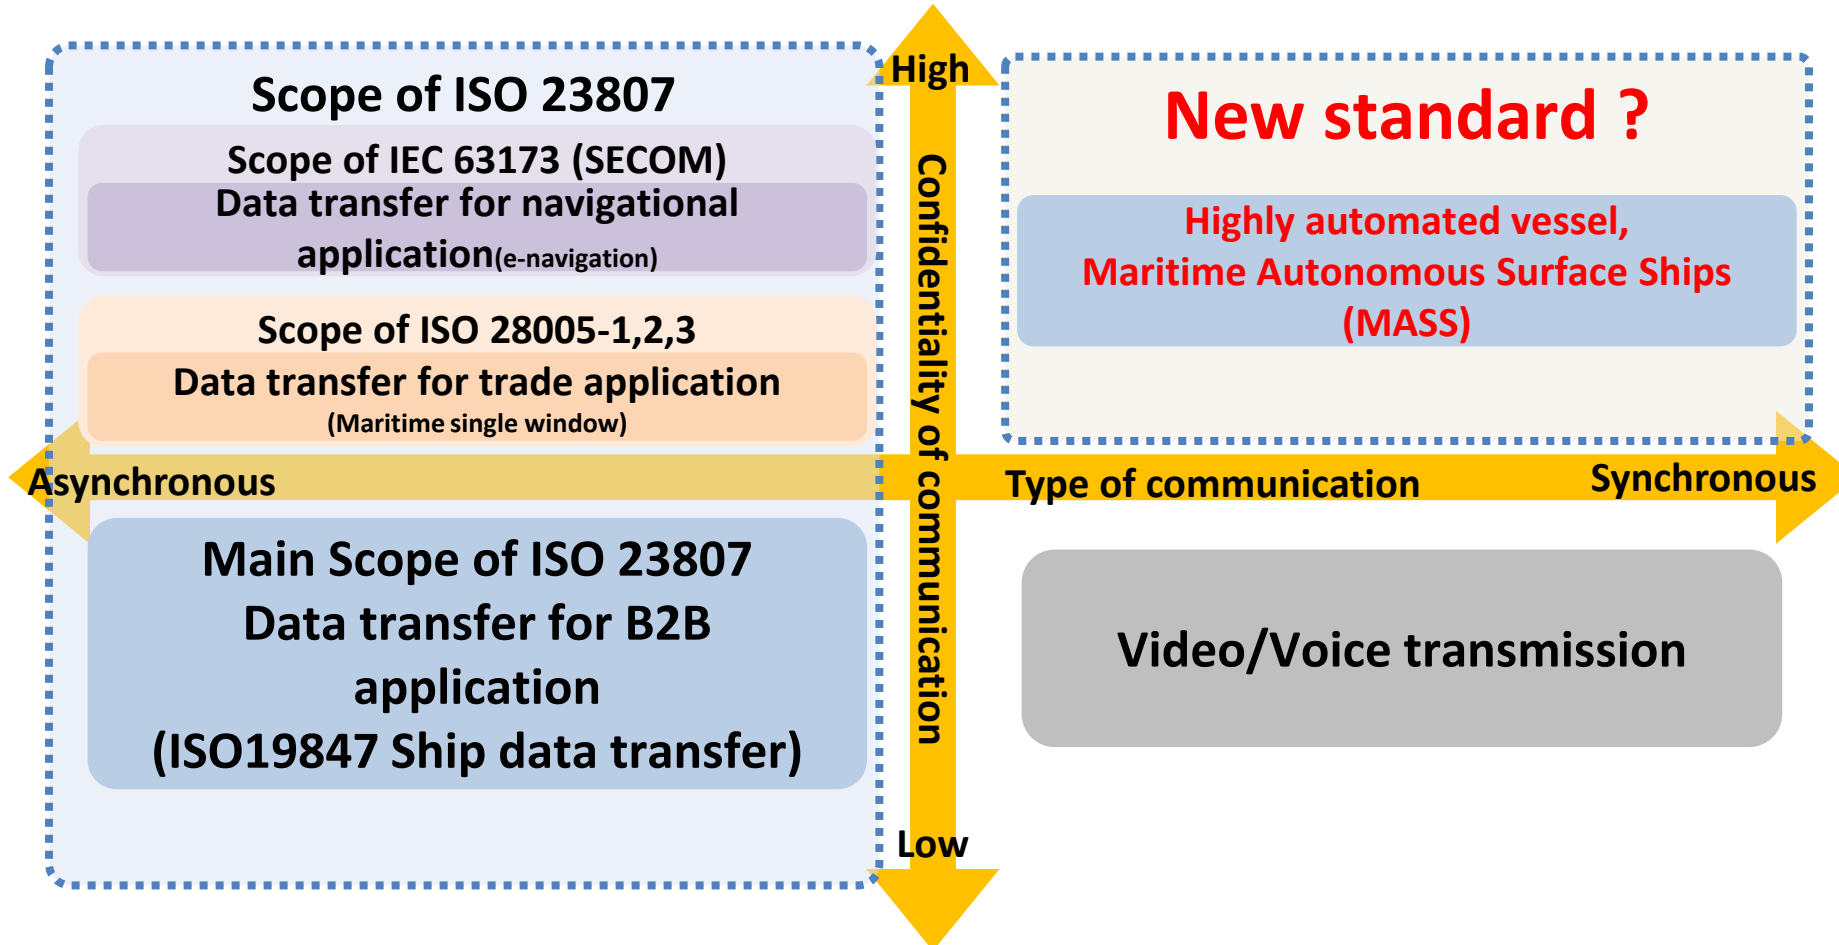 Scope of ISO 23807
Scope of IEC 63173 (SECOM)
Data transfer for navigational
application(e-navigation)
Scope of ISO 28005-1,2,3
Data transfer for trade application
(Maritime single window)
Asynchronous
Main Scope of ISO 23807
Data transfer for B2B
application
(ISO19847 Ship data transfer)
High
Confidentiality of communication
Low
New standard ?
Highly automated vessel,
Maritime Autonomous Surface Ships
(MASS)
Type of communication
Synchronous
Video/Voice transmission